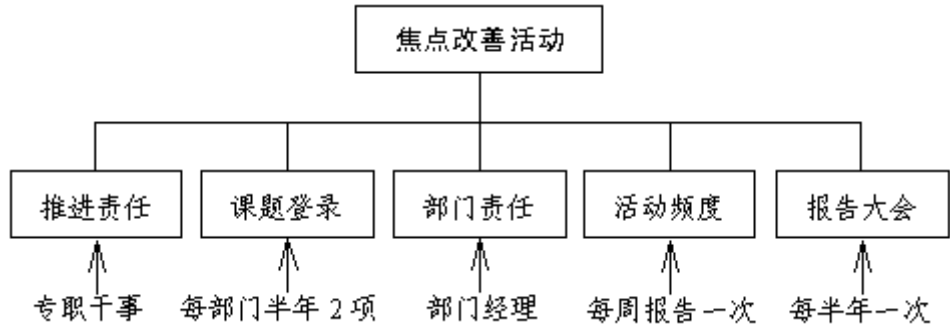 焦点改善活动
推进责任 课题登录 部门责任 活动频度 报告大会
专职干事 每部门半年2项 部门经理 每周报告一次 每半年一次